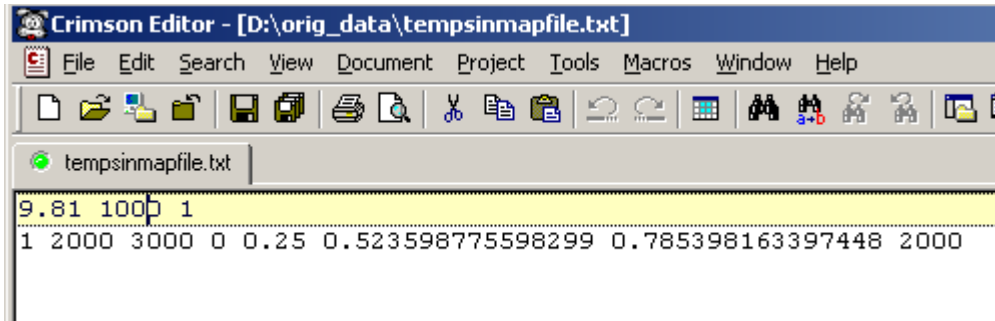 Crimson Editor - [D:\orig_data\tempsinmapfile.txt]
File Edit Search View Document Project Tools Macros Window Help
a→b
tempsinmapfile.txt
9.81 1000 1
1 2000 3000 0 0.25 0.523598775598299 0.785398163397448 2000